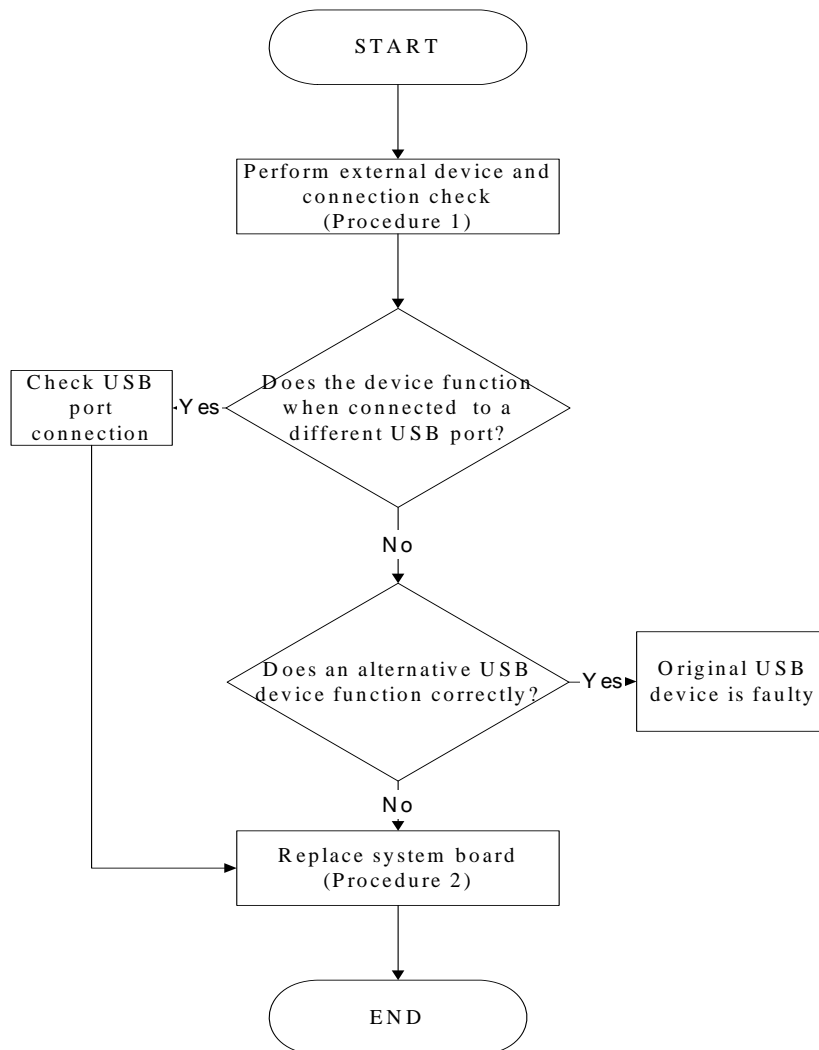 START
Perform external device and
connection check
(Procedure 1)
Does the device function
when connected to a
different USB port?
Yes
Check USB
port
connection
No
Does an alternative USB
device function correctly?
Yes
Original USB
device is faulty
No
Replace system board
(Procedure 2)
END